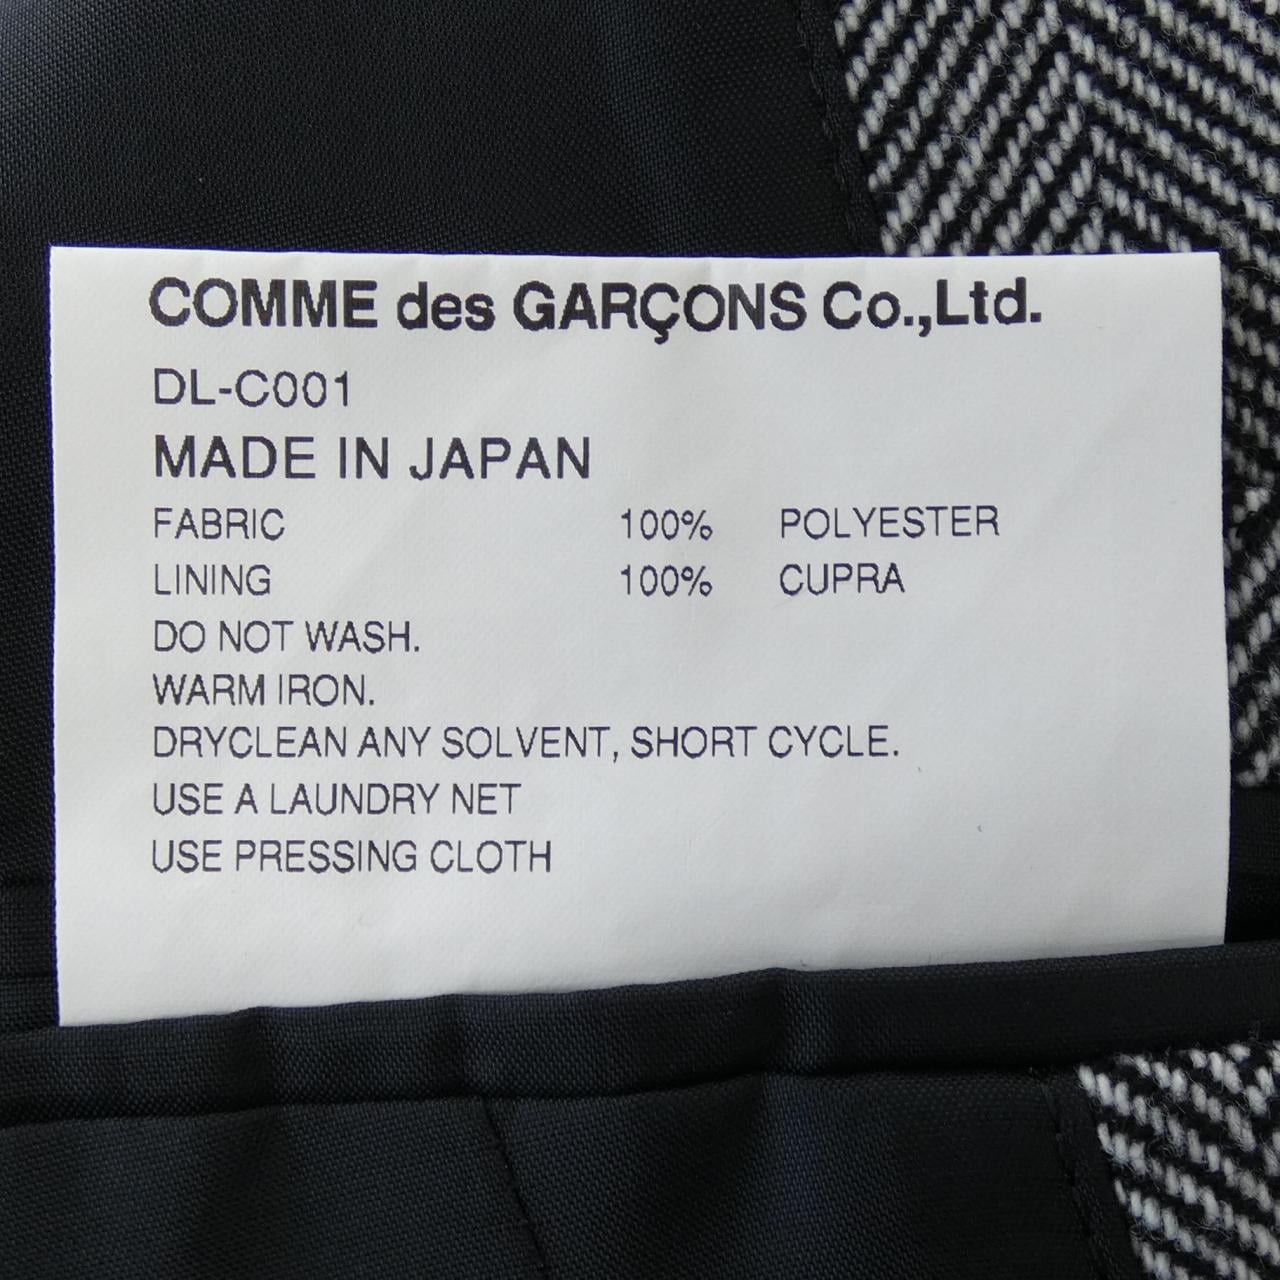 COMME des GARÇONS Co.,Ltd.
DL-C001
MADE IN JAPAN
FABRIC 100% POLYESTER
LINING 100% CUPRA
DO NOT WASH.
WARM IRON.
DRYCLEAN ANY SOLVENT, SHORT CYCLE.
USE A LAUNDRY NET
USE PRESSING CLOTH